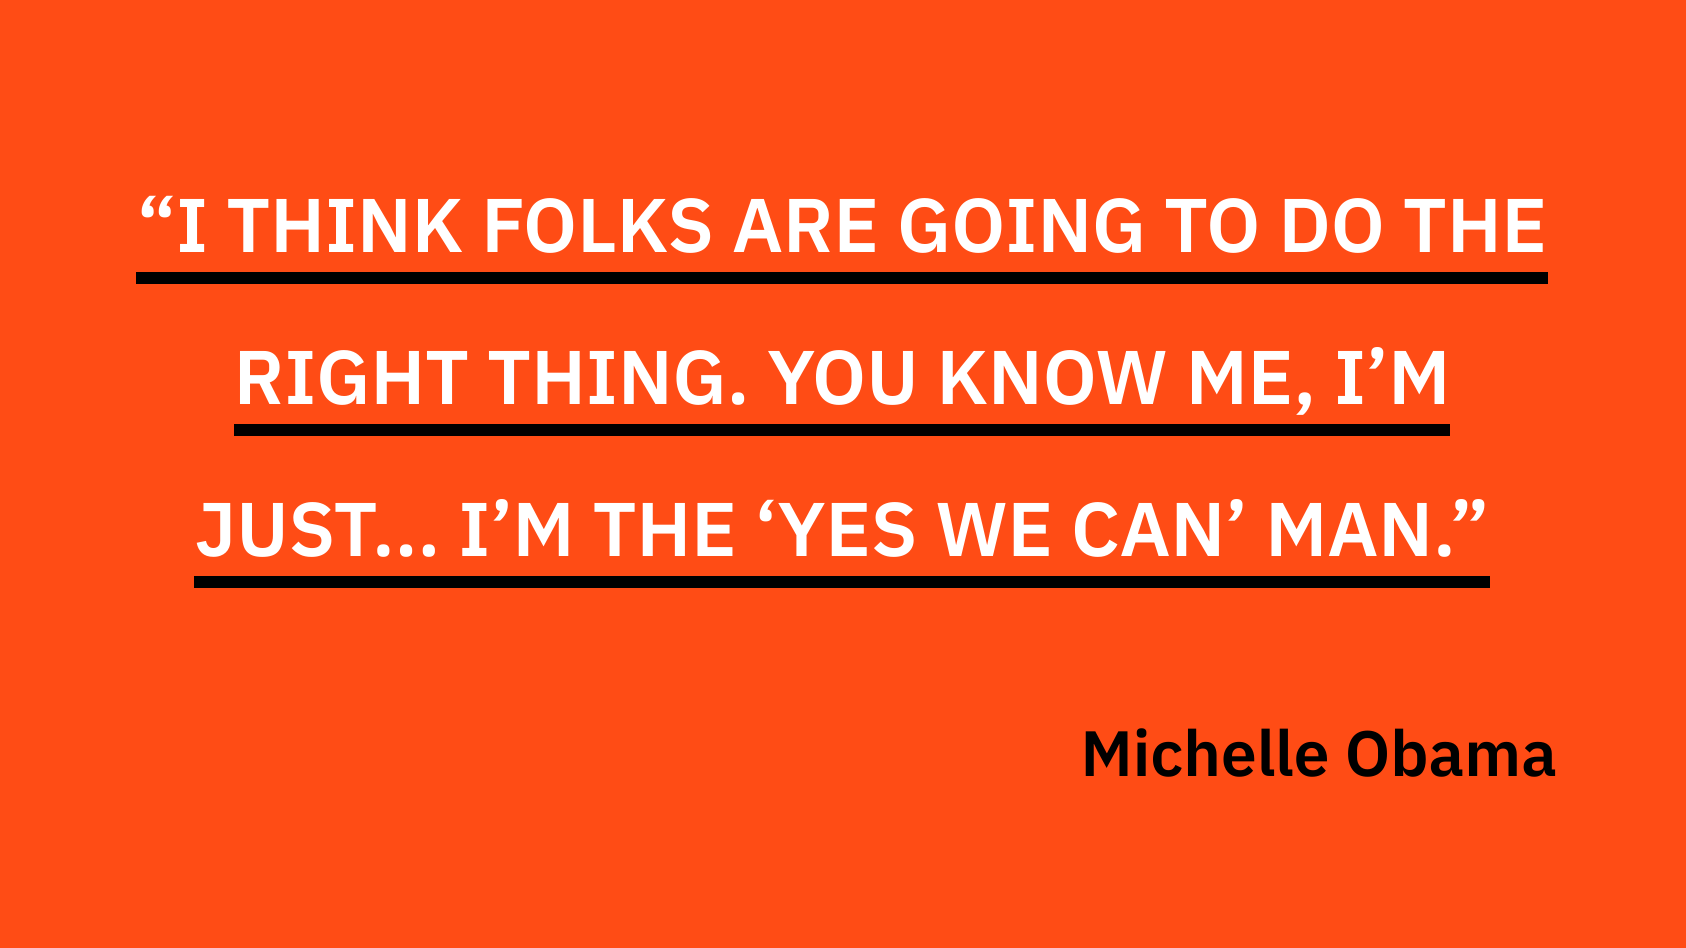 “I THINK FOLKS ARE GOING TO DO THE
RIGHT THING. YOU KNOW ME, I’M
JUST... I’M THE ‘YES WE CAN’ MAN.”
Michelle Obama